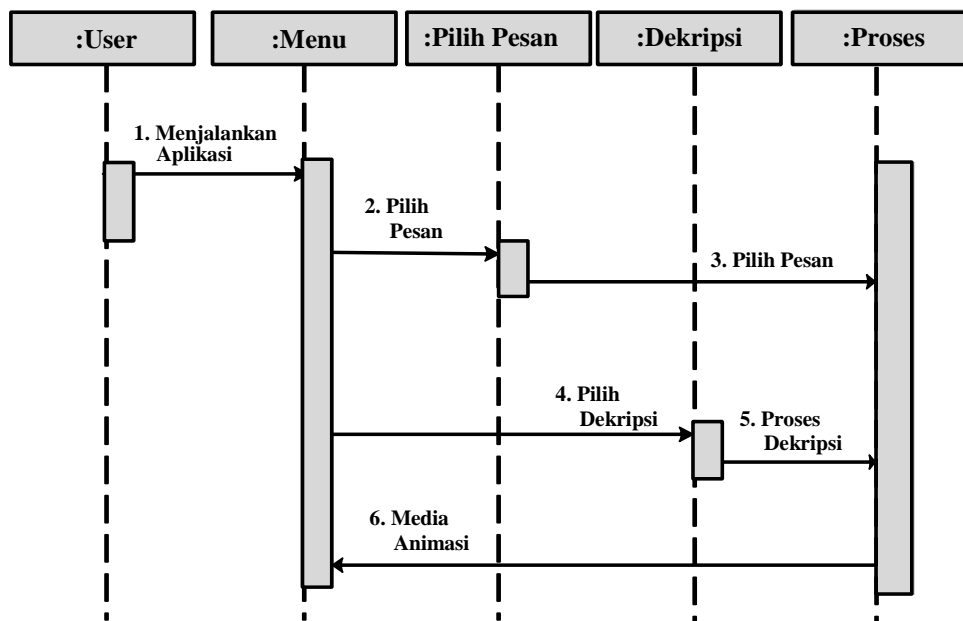 :User
:Menu
:Pilih Pesan
:Dekripsi
:Proses
1. Menjalankan
Aplikasi
2. Pilih
Pesan
3. Pilih Pesan
4. Pilih
Dekripsi
5. Proses
Dekripsi
6. Media
Animasi